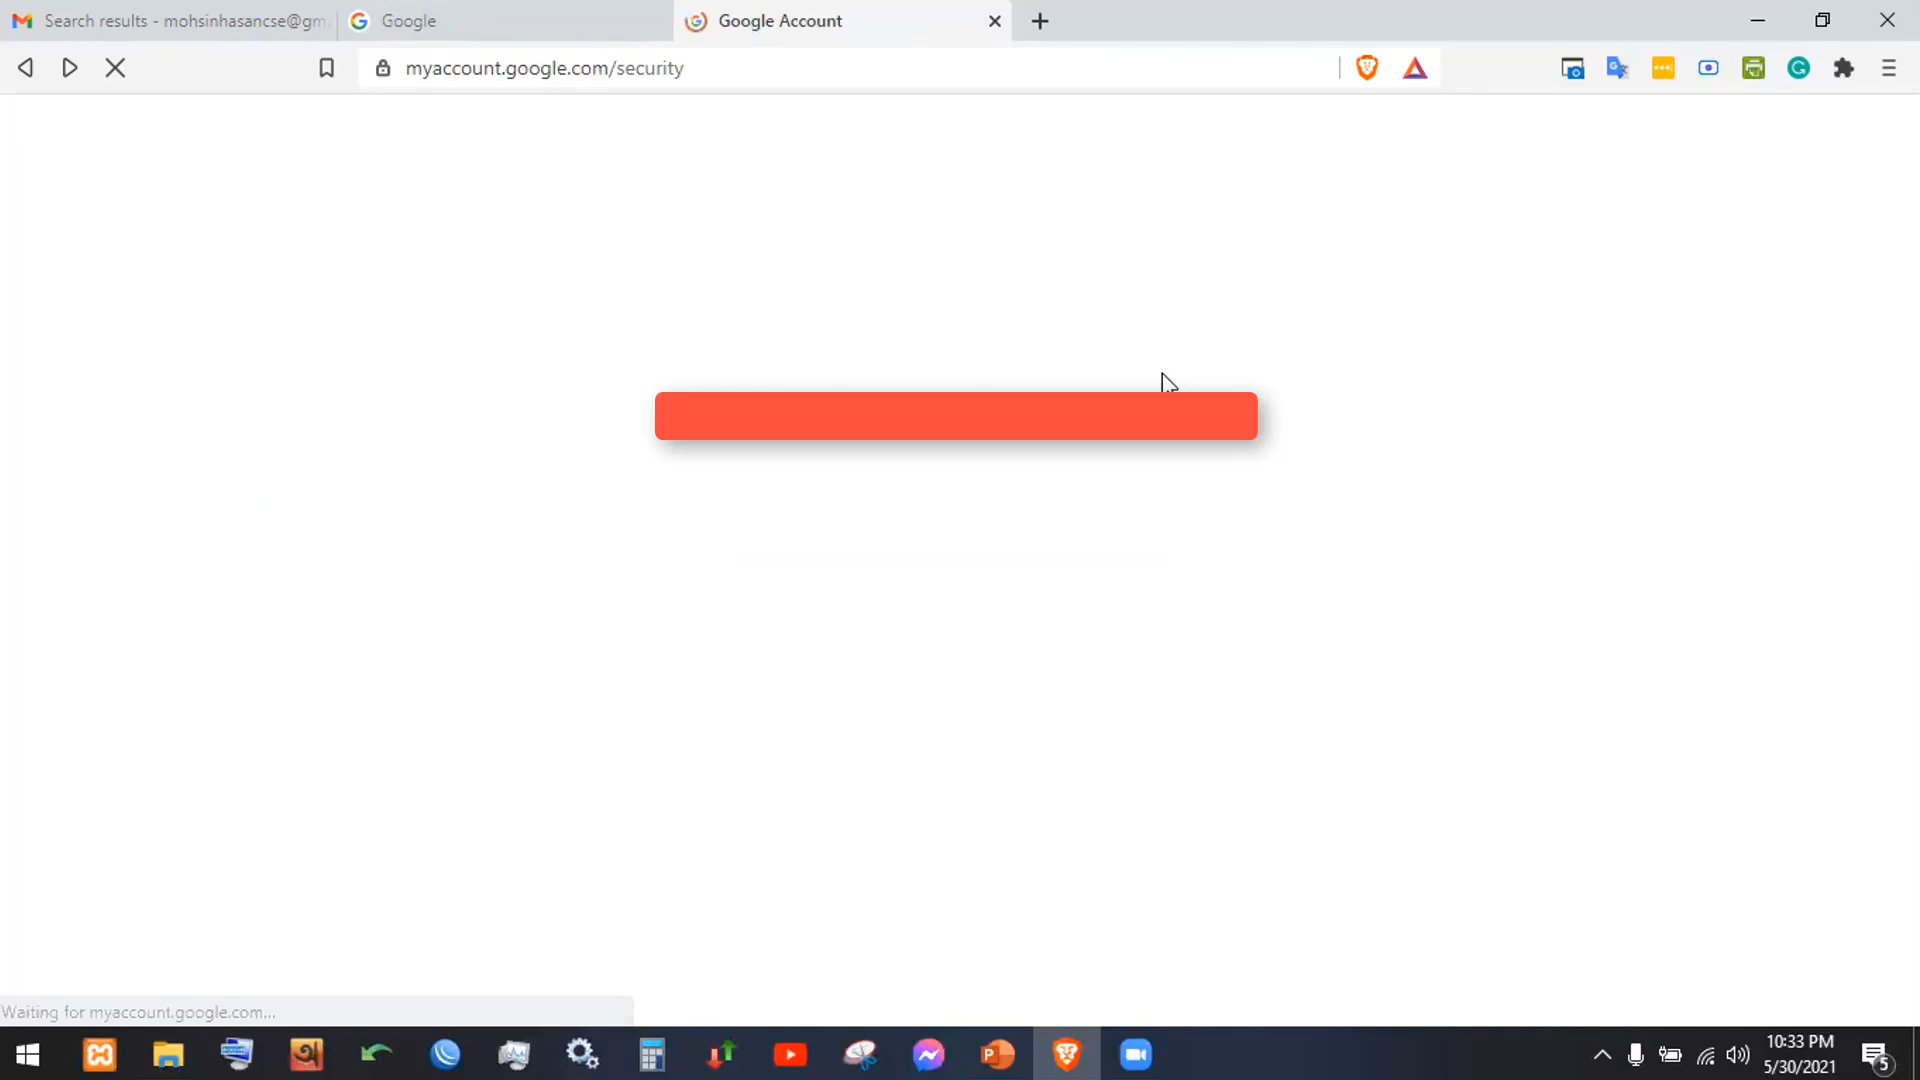 Search results - mohsinhasancse@gm
Google
Google Account
myaccount.google.com/security
Waiting for myaccount.google.com...
10:33 PM
5/30/2021
5